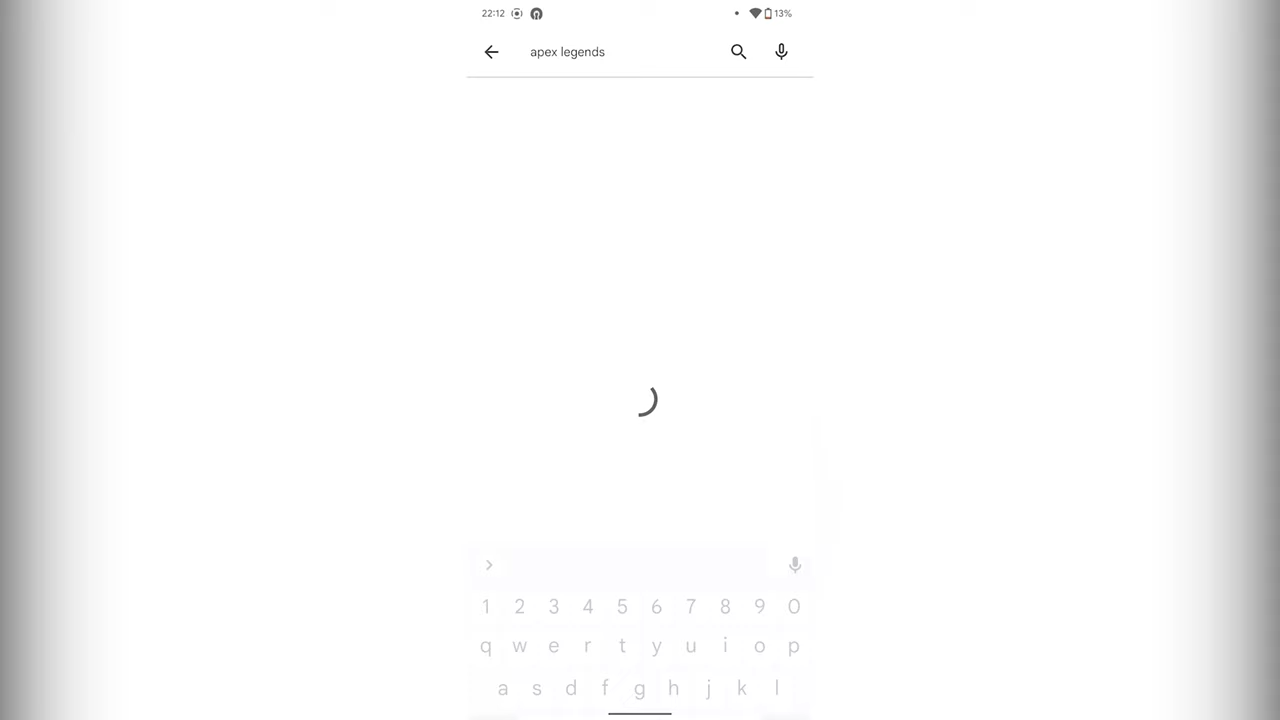 22:12 13%
apex legends
1 2 3 4 5 6 7 8 9 0
q w e r t y u i o p
a s d f g h j k l